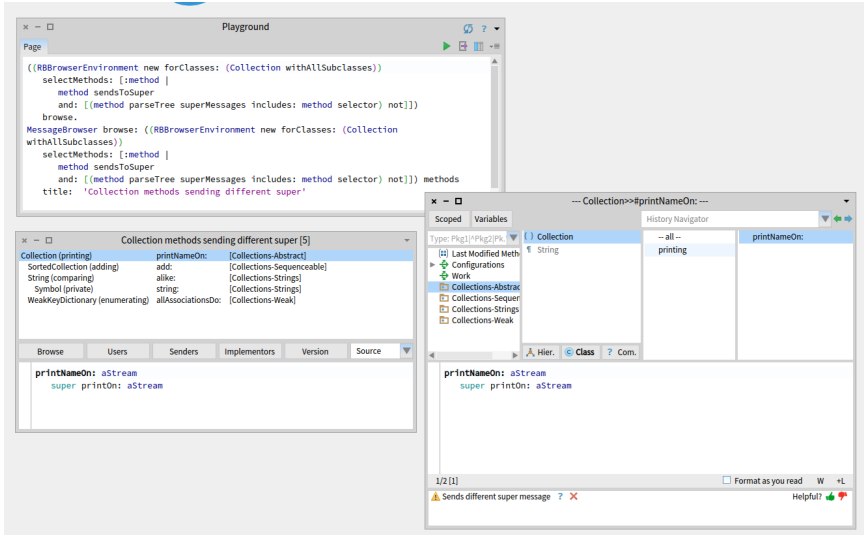 Playground
?
Page
((RBBrowserEnvironment new forClasses: (Collection withAllSubclasses))
selectMethods: [:method |
method sendsToSuper
and: [(method parseTree superMessages includes: method selector) not]])
browse.
MessageBrowser browse: ((RBBrowserEnvironment new forClasses: (Collection
withAllSubclasses))
selectMethods: [:method |
method sendsToSuper
and: [(method parseTree superMessages includes: method selector) not]]) methods
title: 'Collection methods sending different super'
Collection methods sending different super [5]
Collection (printing) printNameOn: [Collections-Abstract]
SortedCollection (adding) add: [Collections-Sequenceable]
String (comparing) alike: [Collections-Strings]
Symbol (private) string: [Collections-Strings]
WeakKeyDictionary (enumerating) allAssociationsDo: [Collections-Weak]
Browse Users Senders Implementors Version Source
printNameOn: aStream
super printOn: aStream
--- Collection>>#printNameOn: ---
Scoped Variables History Navigator
Type: Pkg1|^Pkg2|Pk.
Last Modified Meth
Configurations
Work
Collections-Abstrac
Collections-Sequen
Collections-Strings
Collections-Weak
( ) Collection
¶ String
Hier. C Class ? Com.
-- all --
printing
printNameOn:
printNameOn: aStream
super printOn: aStream
1/2 [1] Format as you read W +L
Sends different super message ? Helpful?